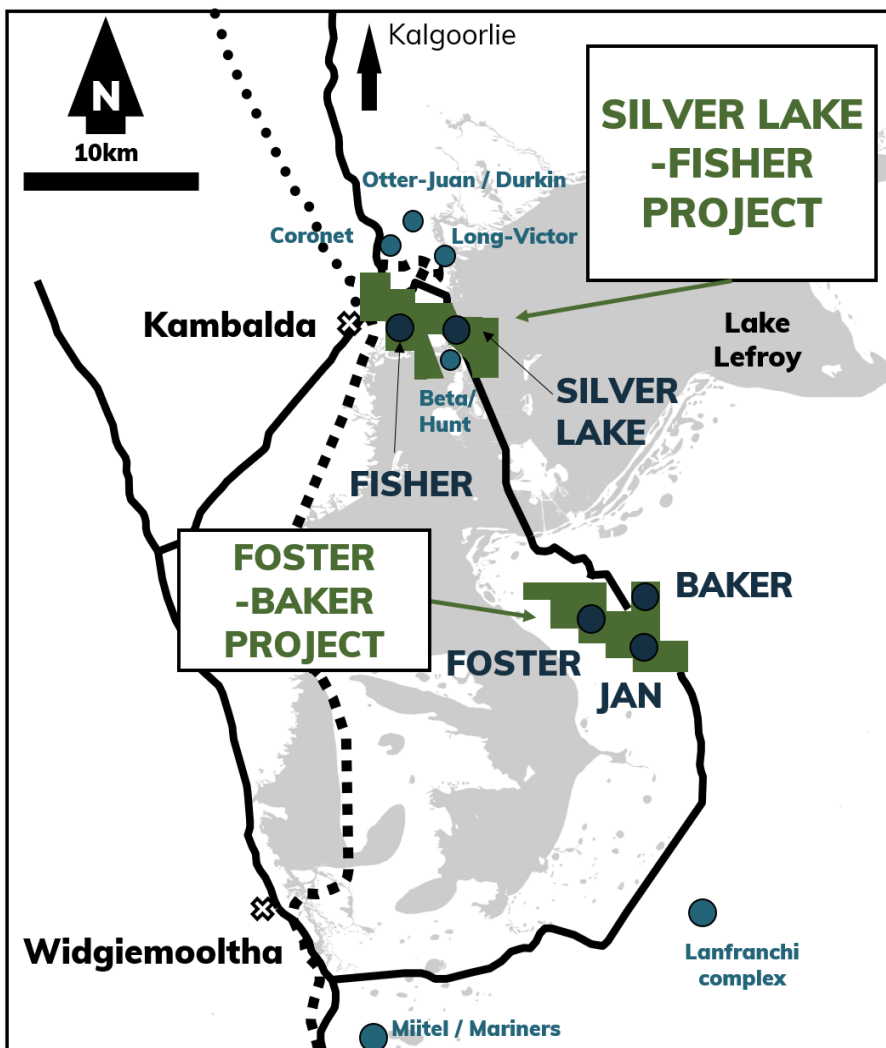 Kalgoorlie
N
10km
SILVER LAKE
-FISHER
PROJECT
Otter-Juan / Durkin
Coronet
Long-Victor
Kambalda
Lake
Lefroy
Beta/
Hunt
SILVER
LAKE
FISHER
FOSTER
-BAKER
PROJECT
BAKER
FOSTER
JAN
Widgiemooltha
Lanfranchi
complex
Miitel / Mariners